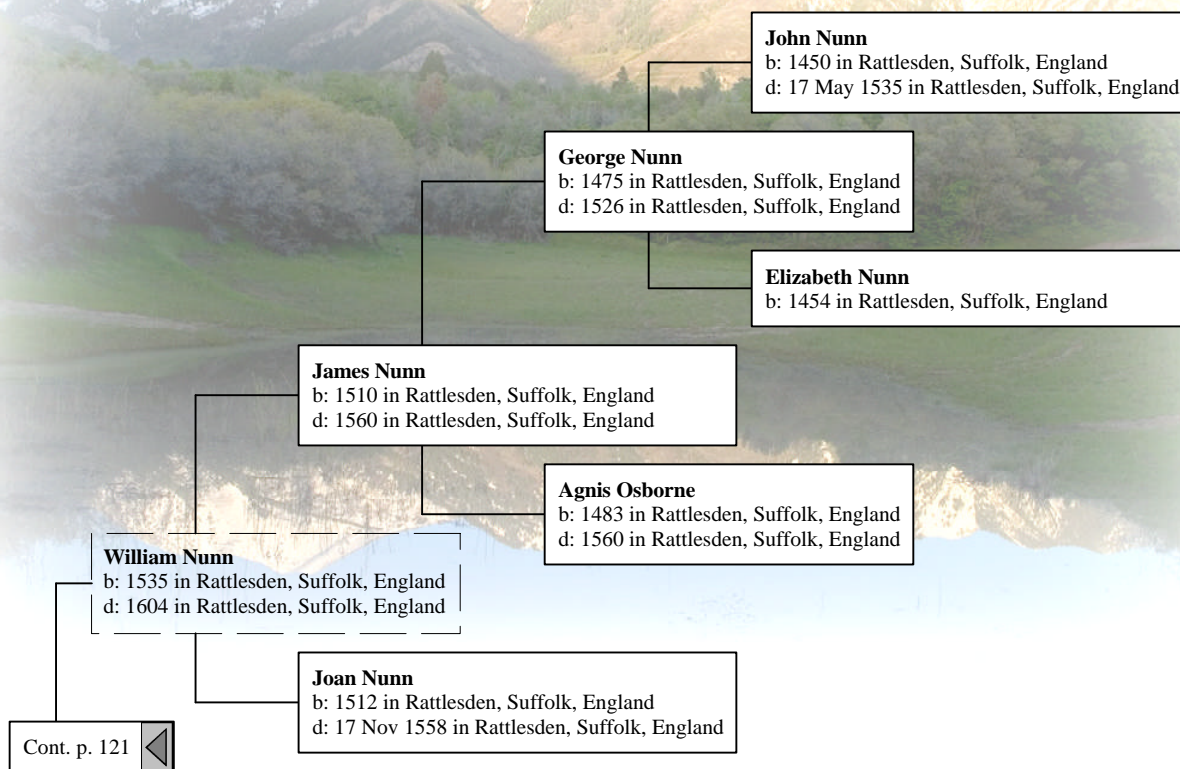 John Nunn
b: 1450 in Rattlesden, Suffolk, England
d: 17 May 1535 in Rattlesden, Suffolk, England
George Nunn
b: 1475 in Rattlesden, Suffolk, England
d: 1526 in Rattlesden, Suffolk, England
Elizabeth Nunn
b: 1454 in Rattlesden, Suffolk, England
James Nunn
b: 1510 in Rattlesden, Suffolk, England
d: 1560 in Rattlesden, Suffolk, England
Agnis Osborne
b: 1483 in Rattlesden, Suffolk, England
d: 1560 in Rattlesden, Suffolk, England
William Nunn
b: 1535 in Rattlesden, Suffolk, England
d: 1604 in Rattlesden, Suffolk, England
Joan Nunn
b: 1512 in Rattlesden, Suffolk, England
d: 17 Nov 1558 in Rattlesden, Suffolk, England
Cont. p. 121